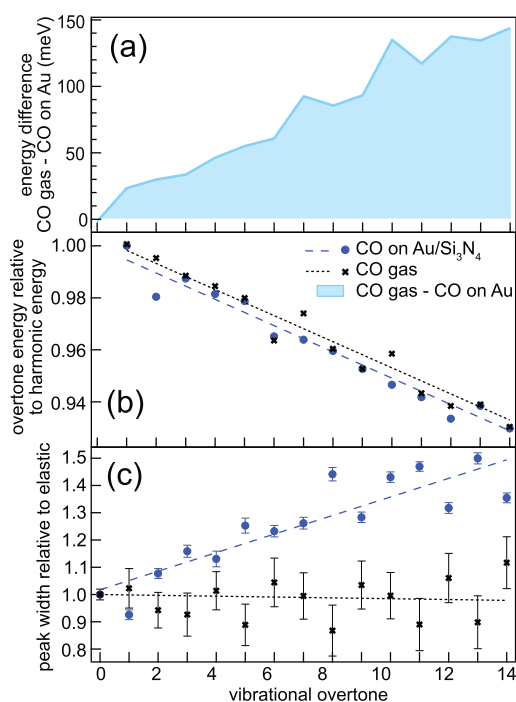 energy difference
CO gas - CO on Au (meV)
150
100
50
0
(a)
overtone energy relative
to harmonic energy
1.00
0.98
0.96
0.94
(b)
CO on Au/Si3N4
CO gas
CO gas - CO on Au
peak width relative to elastic
1.5
1.4
1.3
1.2
1.1
1.0
0.9
0.8
(c)
0 2 4 6 8 10 12 14
vibrational overtone